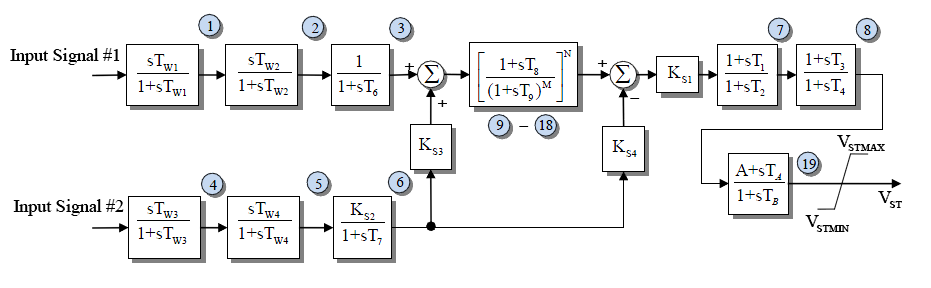 1 2 3 7 8
Input Signal #1
sT_W1 / 1+sT_W1
sT_W2 / 1+sT_W2
1 / 1+sT_6
+
Σ
+
[ 1+sT_8 / (1+sT_9)^M ]^N
+
Σ
−
K_S1
1+sT_1 / 1+sT_2
1+sT_3 / 1+sT_4
9 – 18
K_S3
K_S4
V_STMAX
A+sT_A / 1+sT_B
19
V_ST
V_STMIN
4 5 6
Input Signal #2
sT_W3 / 1+sT_W3
sT_W4 / 1+sT_W4
K_S2 / 1+sT_7